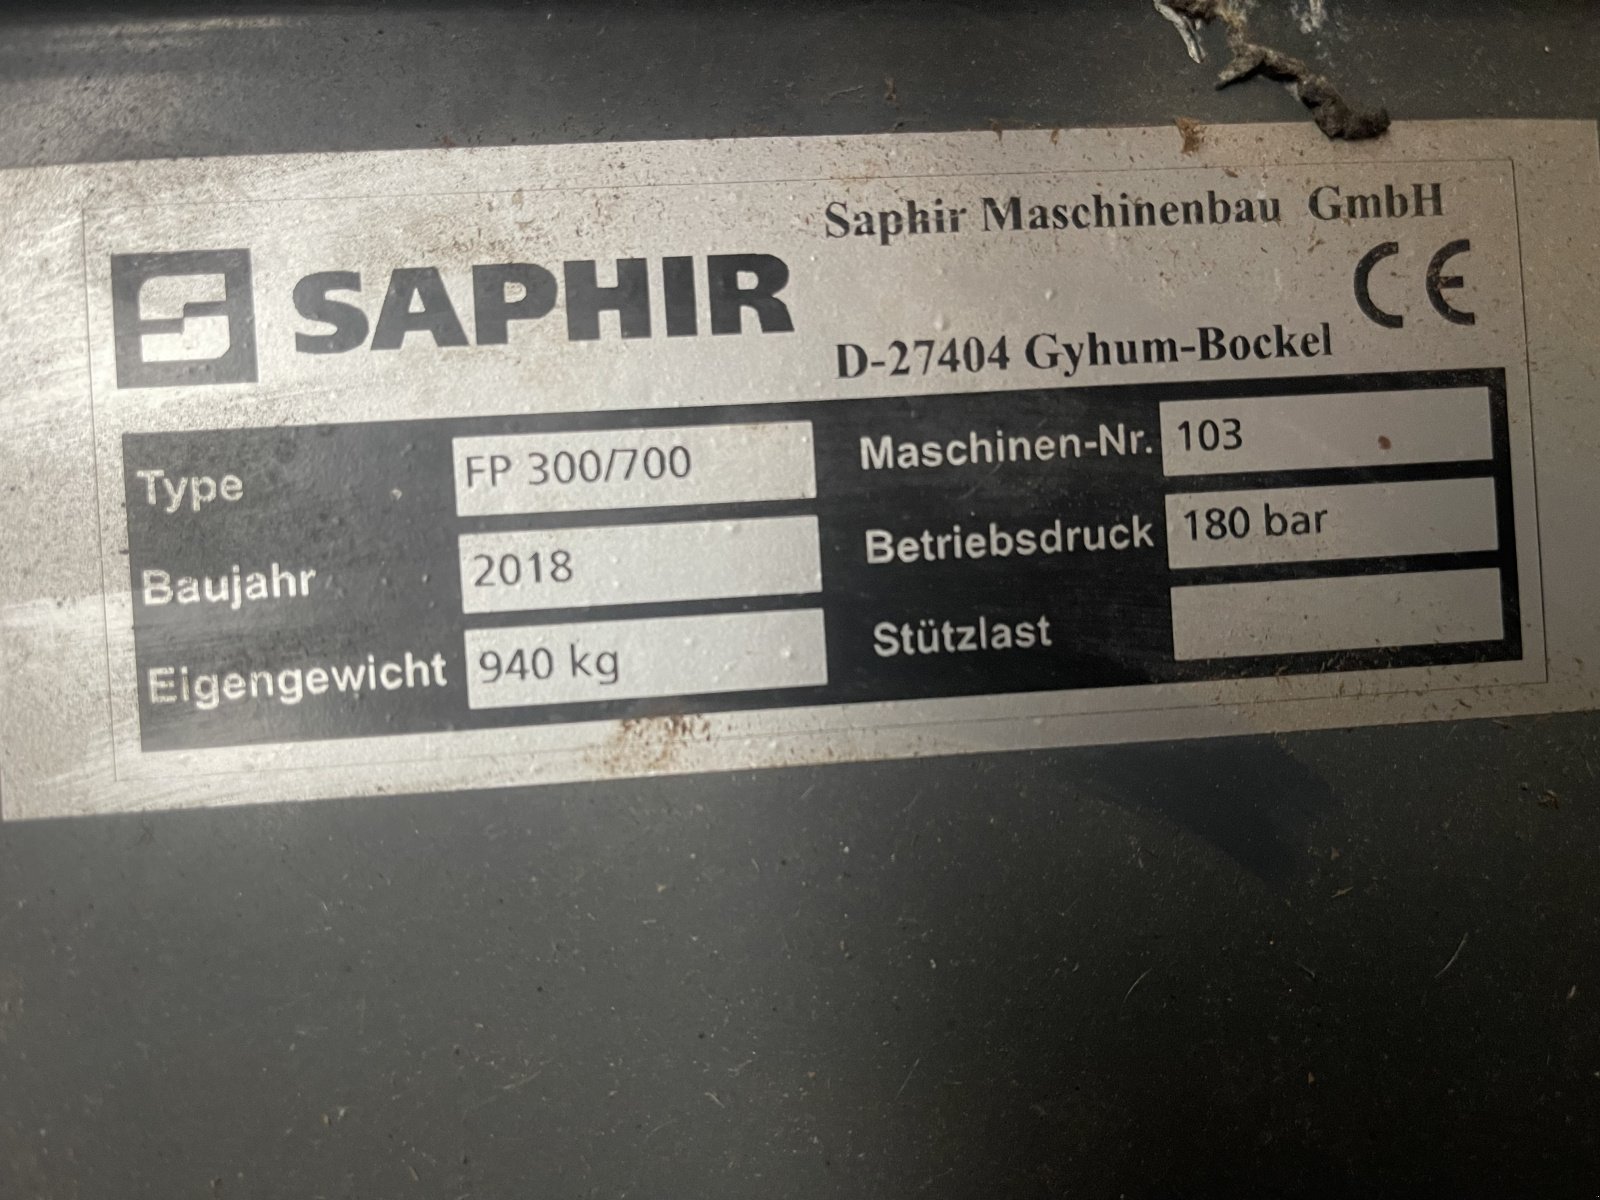 SAPHIR
Saphir Maschinenbau GmbH
CE
D-27404 Gyhum-Bockel
Type FP 300/700
Maschinen-Nr. 103
Baujahr 2018
Betriebsdruck 180 bar
Eigengewicht 940 kg
Stützlast